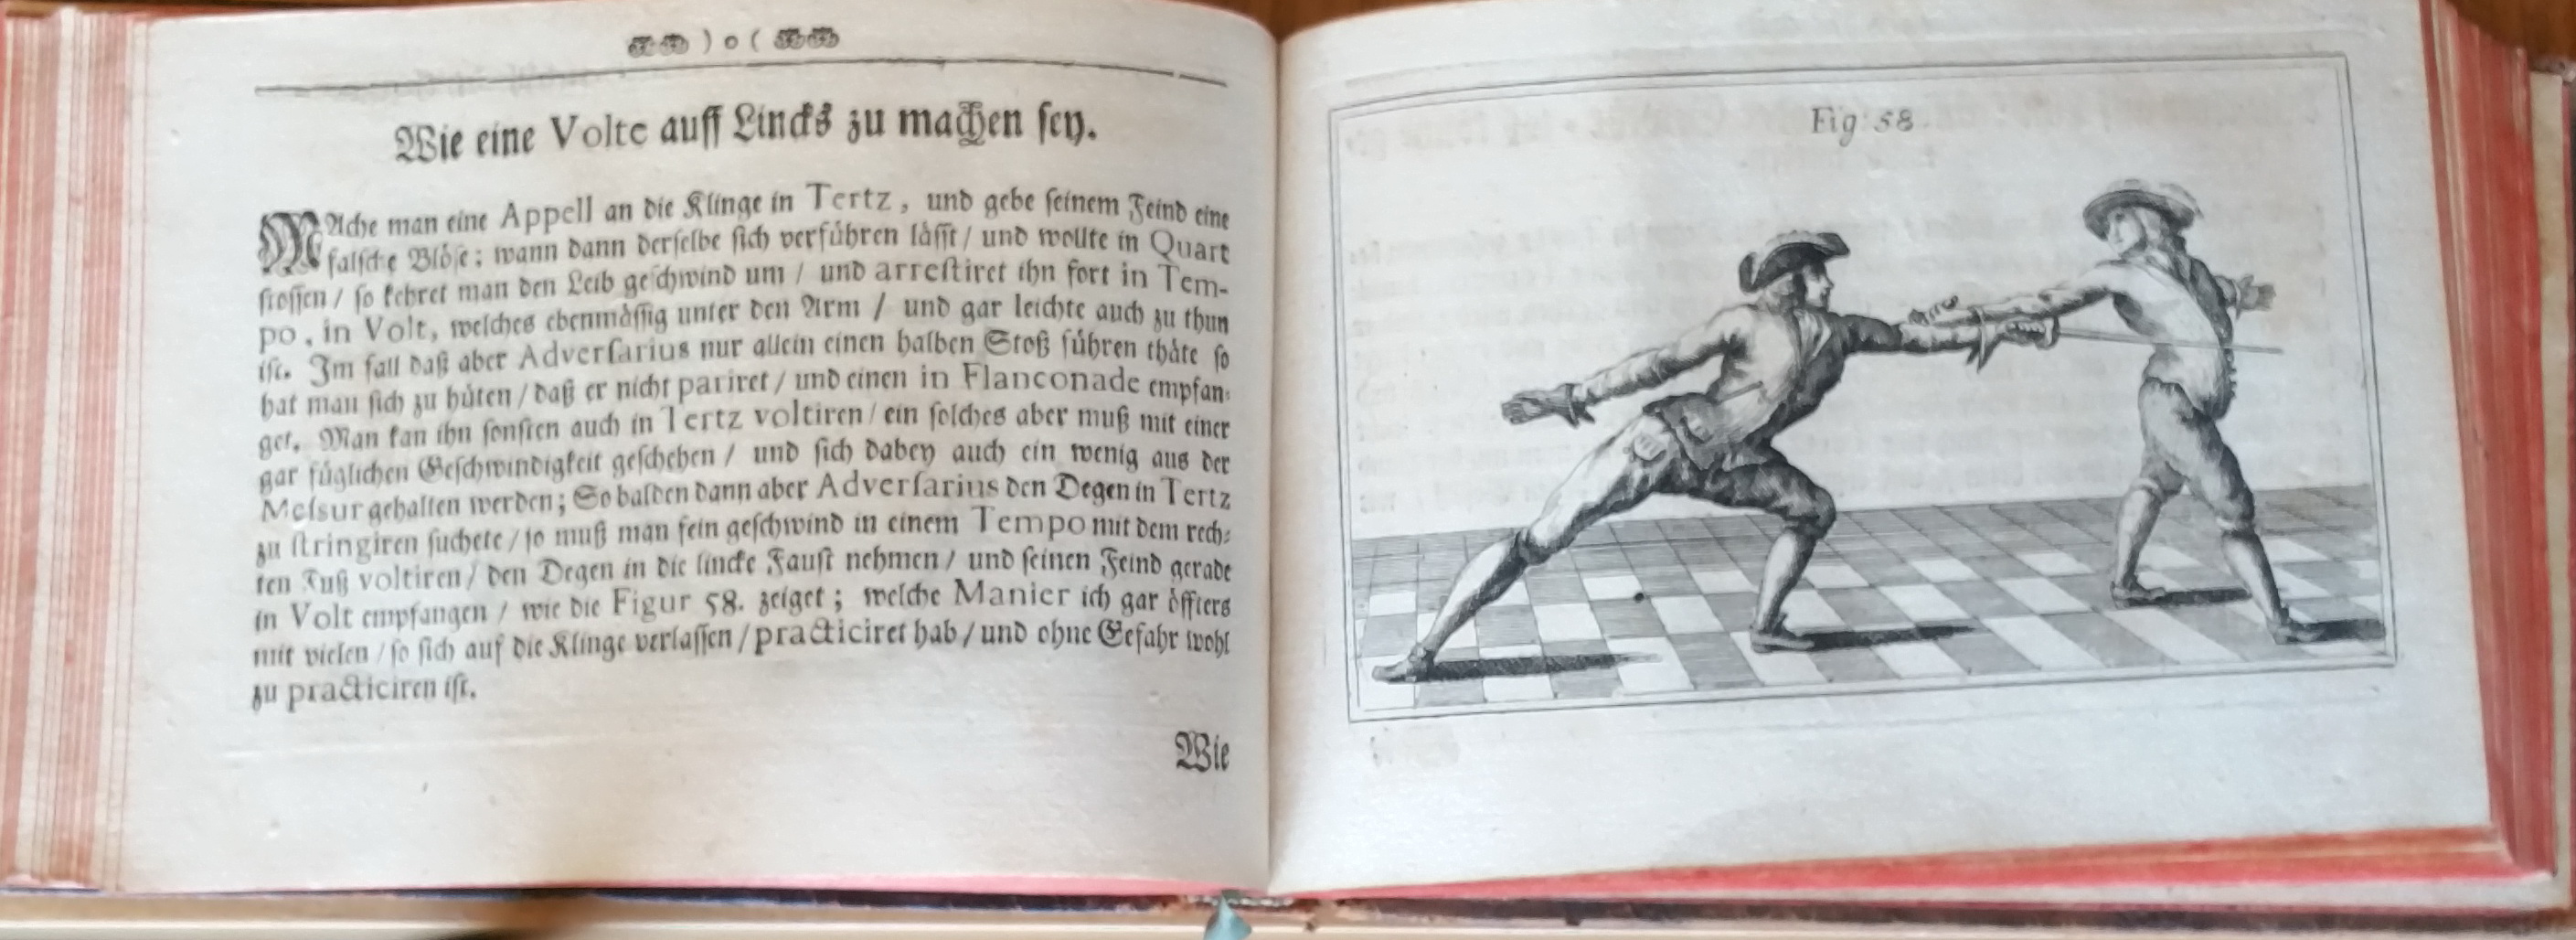 ) o (
Wie eine Volte auff Lincks zu machen sey.
MAche man eine Appell an die Klinge in Tertz, und gebe seinem Feind eine
falsche Blöse; wann dann derselbe sich verführen lässt / und wollte in Quart
stossen / so kehret man den Leib geschwind um / und arrestiret ihn fort in Tem-
po, in Volt, welches ebenmässig unter den Arm / und gar leichte auch zu thun
ist. Im fall daß aber Adversarius nur allein einen halben Stoß führen thäte so
hat man sich zu hüten / daß er nicht pariret / und einen in Flanconade empfan-
get. Man kan ihn sonsten auch in Tertz voltiren / ein solches aber muß mit einer
gar füglichen Geschwindigkeit geschehen / und sich dabey auch ein wenig aus der
Mesur gehalten werden; So balden dann aber Adversarius den Degen in Tertz
zu stringiren suchete / so muß man fein geschwind in einem Tempo mit dem rech-
ten Fuß voltiren / den Degen in die lincke Faust nehmen / und seinen Feind gerade
in Volt empfangen / wie die Figur 58. zeiget; welche Manier ich gar öffters
mit vielen / so sich auf die Klinge verlassen / practiciret hab / und ohne Gefahr wohl
zu practiciren ist.
Wie
Fig: 58.